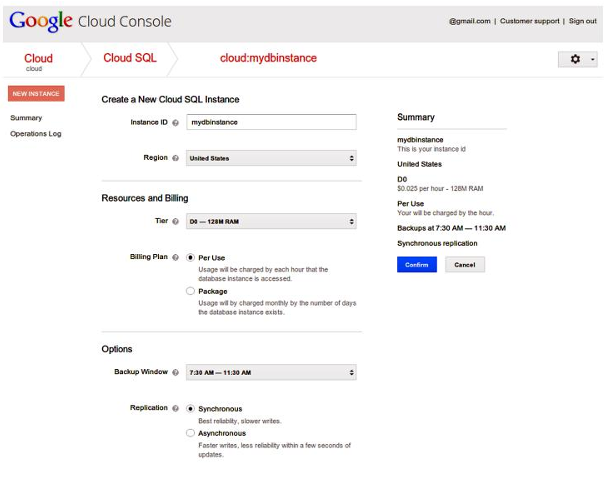 Google Cloud Console
@gmail.com | Customer support | Sign out
Cloud
cloud
Cloud SQL
cloud:mydbinstance
NEW INSTANCE
Summary
Operations Log
Create a New Cloud SQL Instance
Instance ID ?
mydbinstance
Region ?
United States
Resources and Billing
Tier ?
D0 — 128M RAM
Billing Plan ?
Per Use
Usage will be charged by each hour that the
database instance is accessed.
Package
Usage will by charged monthly by the number of days
the database instance exists.
Options
Backup Window ?
7:30 AM — 11:30 AM
Replication ?
Synchronous
Best reliablity, slower writes.
Asynchronous
Faster writes, less reliability within a few seconds of
updates.
Summary
mydbinstance
This is your instance id
United States
D0
$0.025 per hour - 128M RAM
Per Use
Your will be charged by the hour.
Backups at 7:30 AM — 11:30 AM
Synchronous replication
Confirm
Cancel